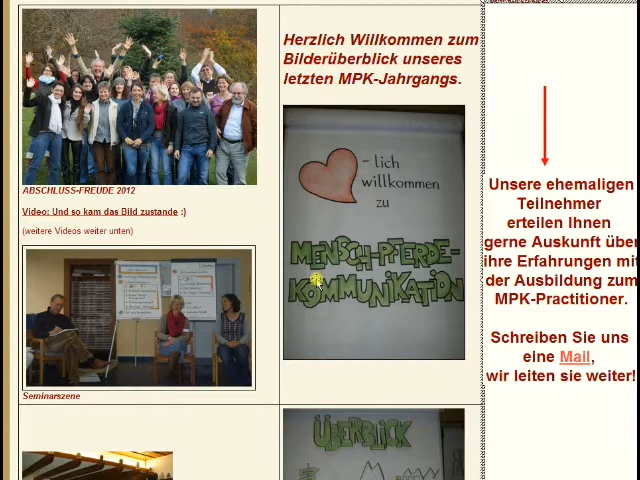 Herzlich Willkommen zum
Bilderüberblick unseres
letzten MPK-Jahrgangs.
ABSCHLUSS-FREUDE 2012
Video: Und so kam das Bild zustande :)
(weitere Videos weiter unten)
Seminarszene
- lich
willkommen
zu
MENSCH-PFERDE-
KOMMUNIKATION
ÜBERBLICK
Unsere ehemaligen
Teilnehmer
erteilen Ihnen
gerne Auskunft über
ihre Erfahrungen mit
der Ausbildung zum
MPK-Practitioner.
Schreiben Sie uns
eine Mail,
wir leiten sie weiter!